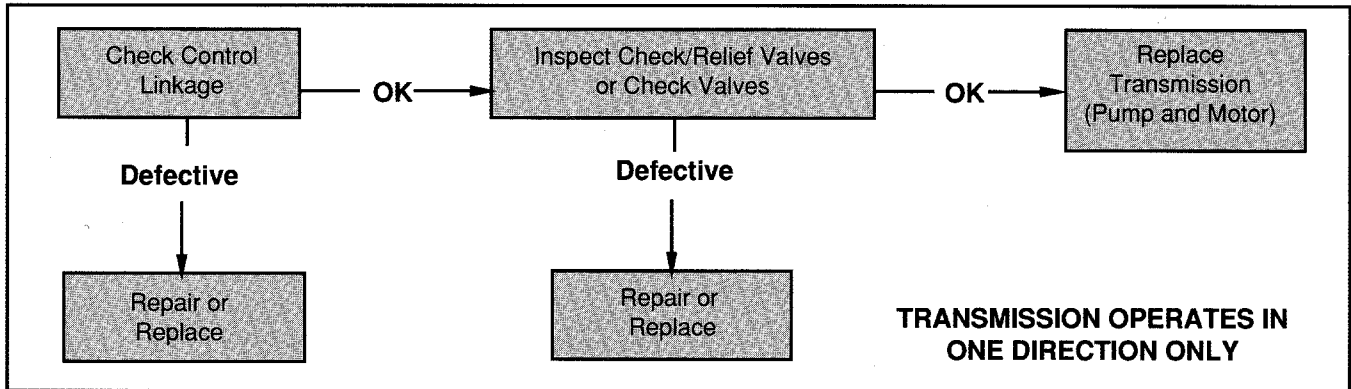 Check Control
Linkage
OK
Inspect Check/Relief Valves
or Check Valves
OK
Replace
Transmission
(Pump and Motor)
Defective
Defective
Repair or
Replace
Repair or
Replace
TRANSMISSION OPERATES IN
ONE DIRECTION ONLY